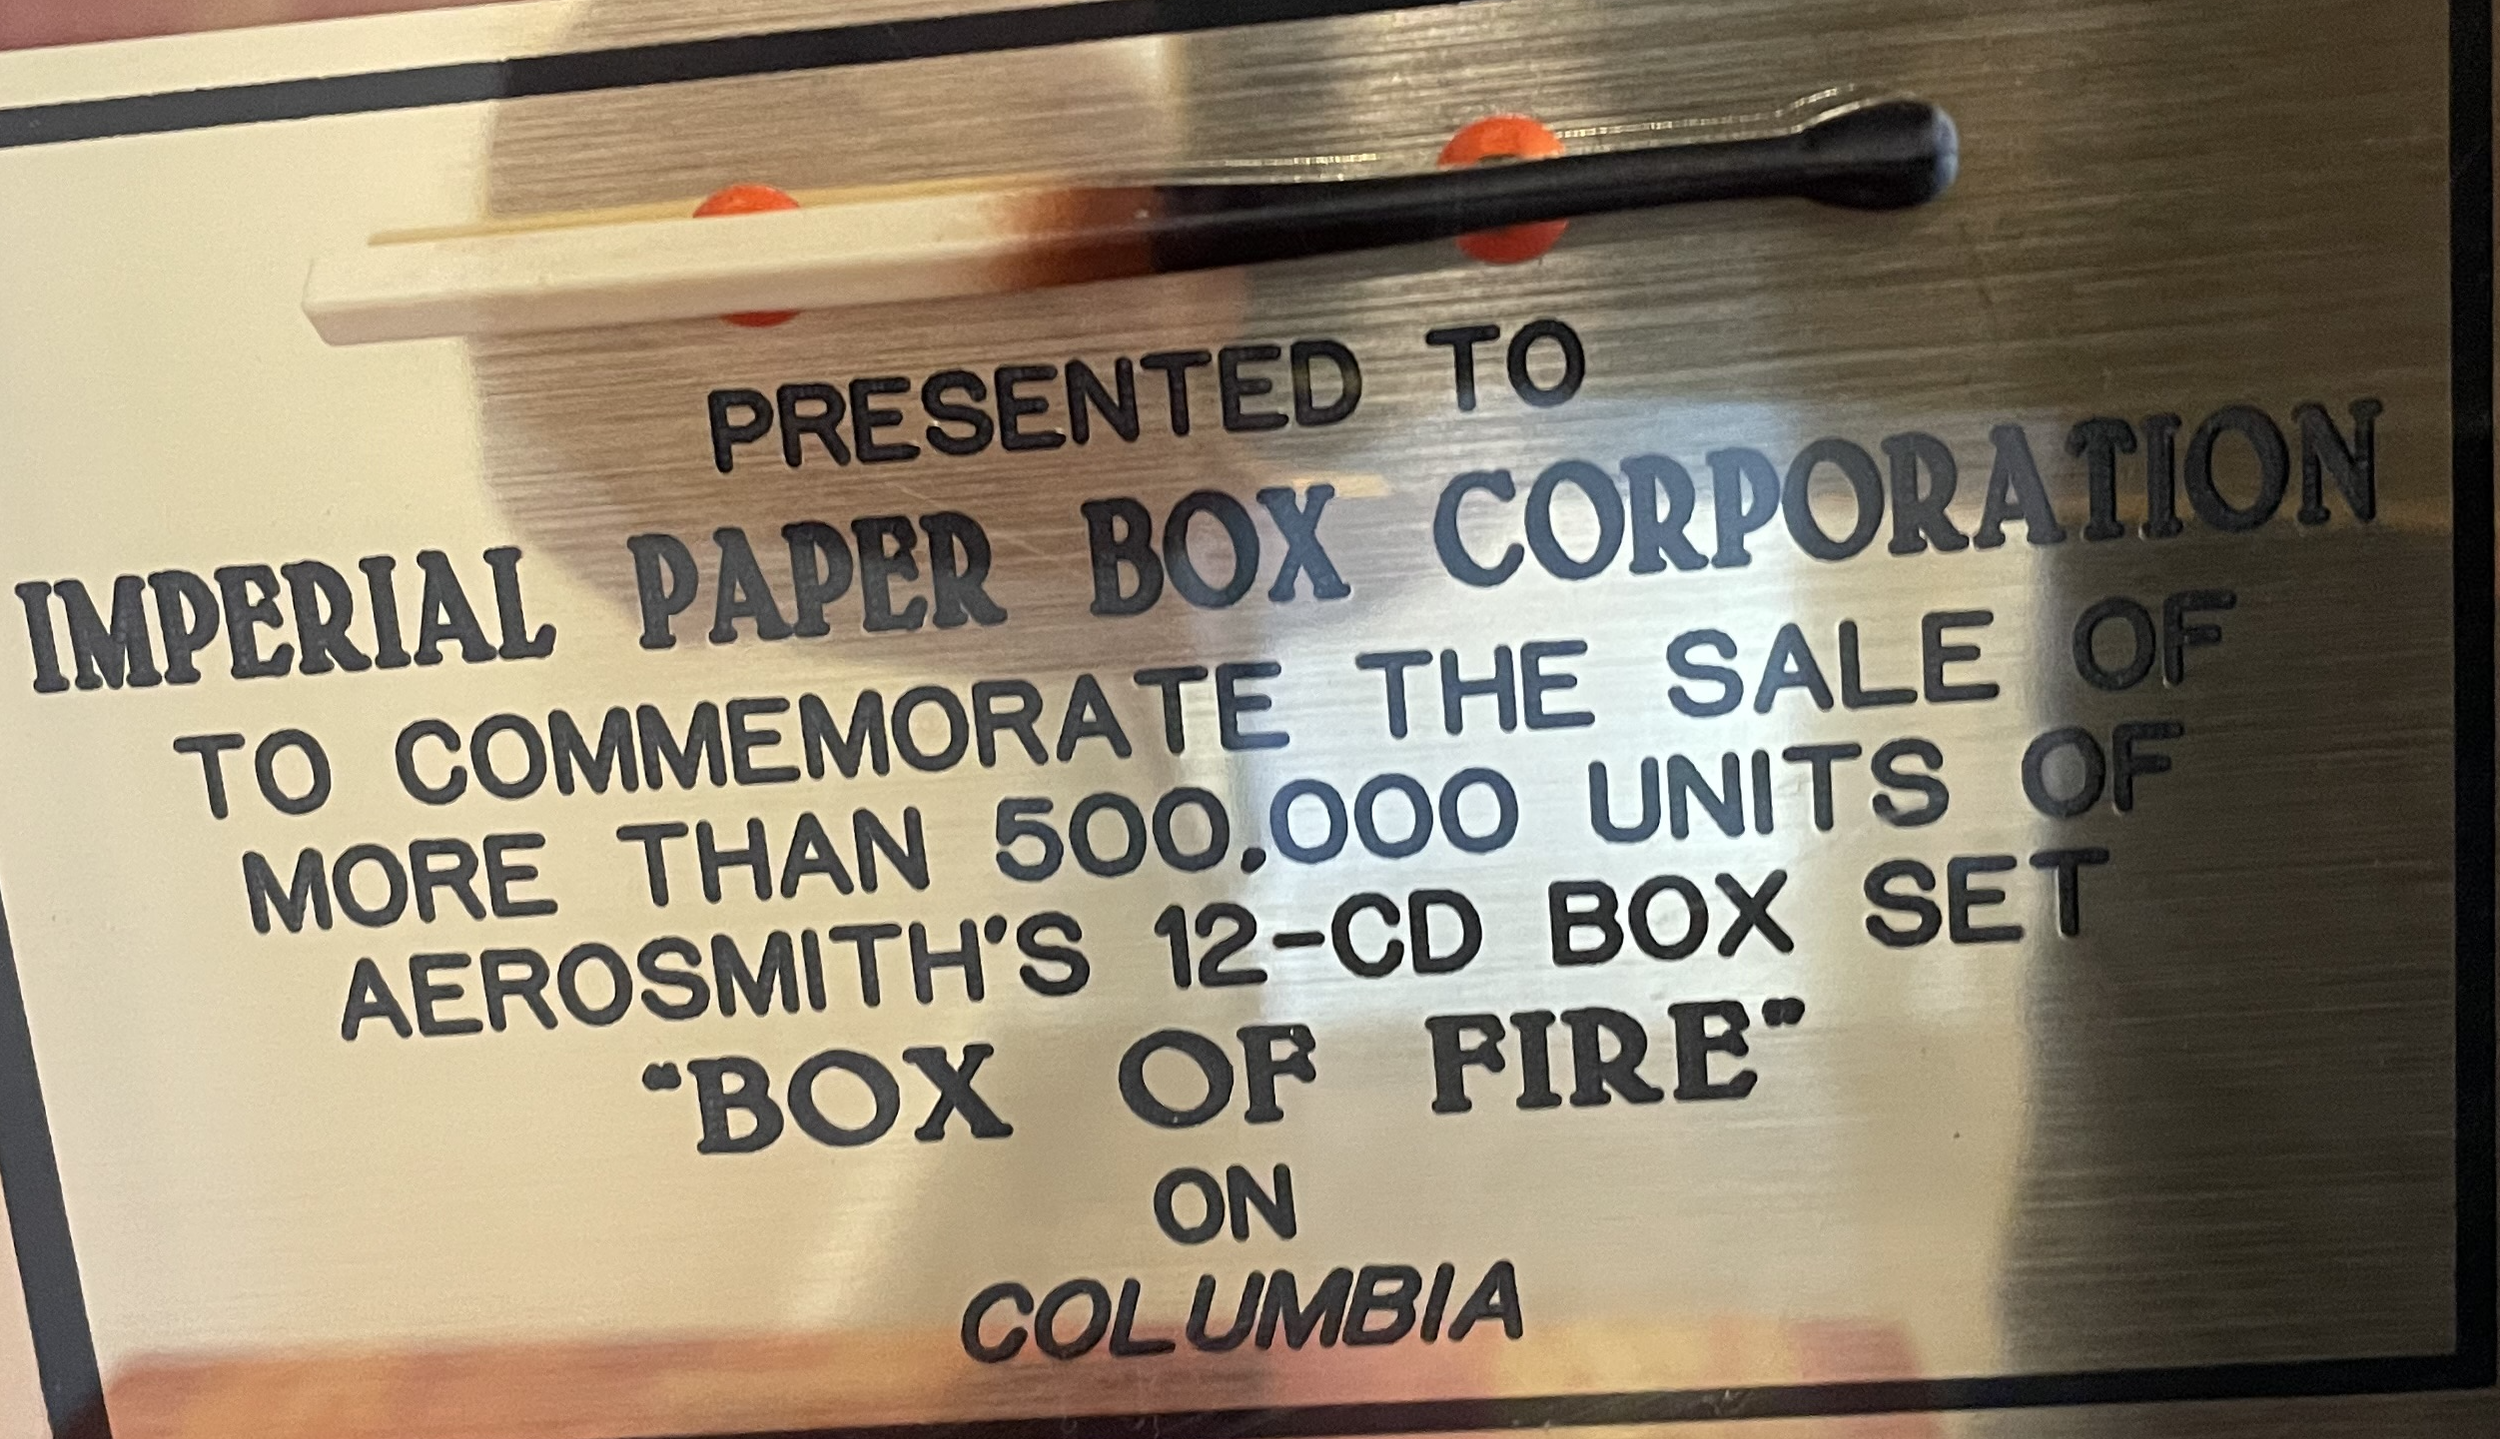 PRESENTED TO
IMPERIAL PAPER BOX CORPORATION
TO COMMEMORATE THE SALE OF
MORE THAN 500,000 UNITS OF
AEROSMITH'S 12-CD BOX SET
“BOX OF FIRE”
ON
COLUMBIA